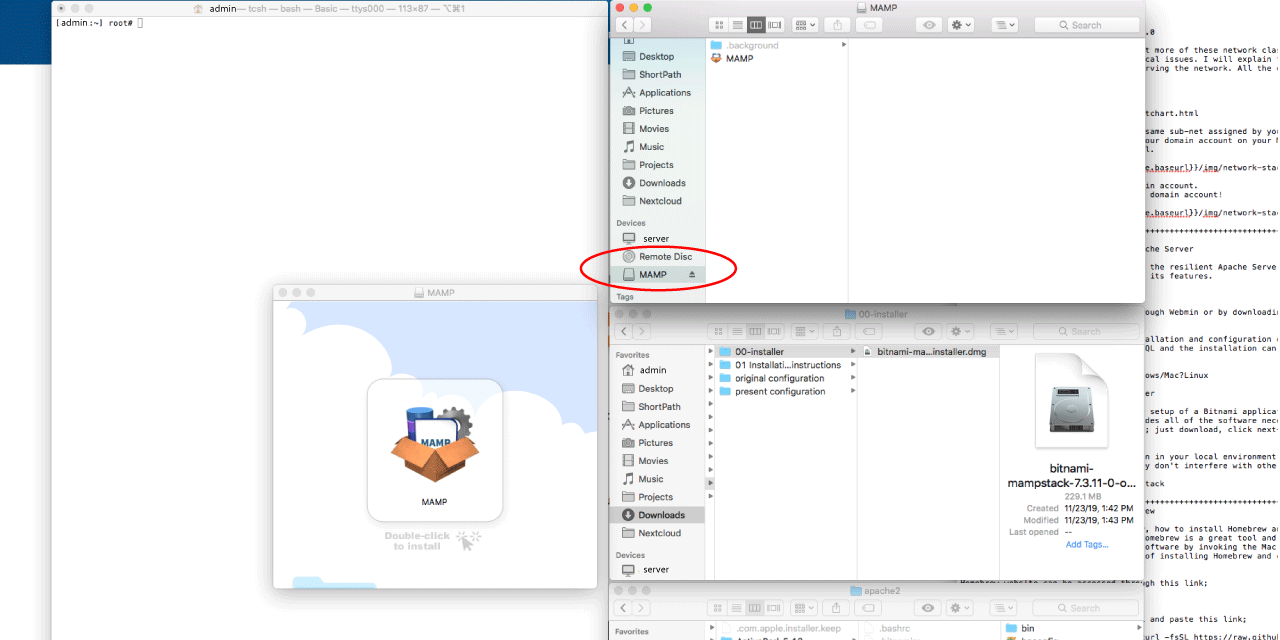 admin— tcsh — bash — Basic — ttys000 — 113×87 — ⌥⌘1
[admin:~] root#
MAMP
Search
Desktop
ShortPath
Applications
Pictures
Movies
Music
Projects
Downloads
Nextcloud
Devices
server
Remote Disc
MAMP
Tags
.background
MAMP
MAMP
MAMP
MAMP
Double-click
to install
00-installer
Search
Favorites
admin
Desktop
ShortPath
Applications
Pictures
Movies
Music
Projects
Downloads
Nextcloud
Devices
server
00-installer
01 Installati...instructions
original configuration
present configuration
bitnami-ma...installer.dmg
bitnami-
mampstack-7.3.11-0-o...
229.1 MB
Created 11/23/19, 1:42 PM
Modified 11/23/19, 1:43 PM
Last opened --
Add Tags...
apache2
Search
Favorites
.com.apple.installer.keep
.bashrc
bin
.0
t more of these network cla
cal issues. I will explain
rving the network. All the
tchart.html
same sub-net assigned by yo
our domain account on your
l.
e.baseurl}}/img/network-sta
in account.
domain account!
e.baseurl}}/img/network-sta
++++++++++++++++++++++
che Server
the resilient Apache Serve
its features.
ough Webmin or by downloadin
allation and configuration
QL and the installation can
ows/Mac?Linux
er
setup of a Bitnami applica
des all of the software nec
; just download, click next-
n in your local environment
y don't interfere with othe
tack
++++++++++++++++++++++
ew
, how to install Homebrew a
omebrew is a great tool and
oftware by invoking the Mac
of installing Homebrew and
Homebrew website can be accessed through this link;
and paste this link;
curl -fsSL https://raw.githu